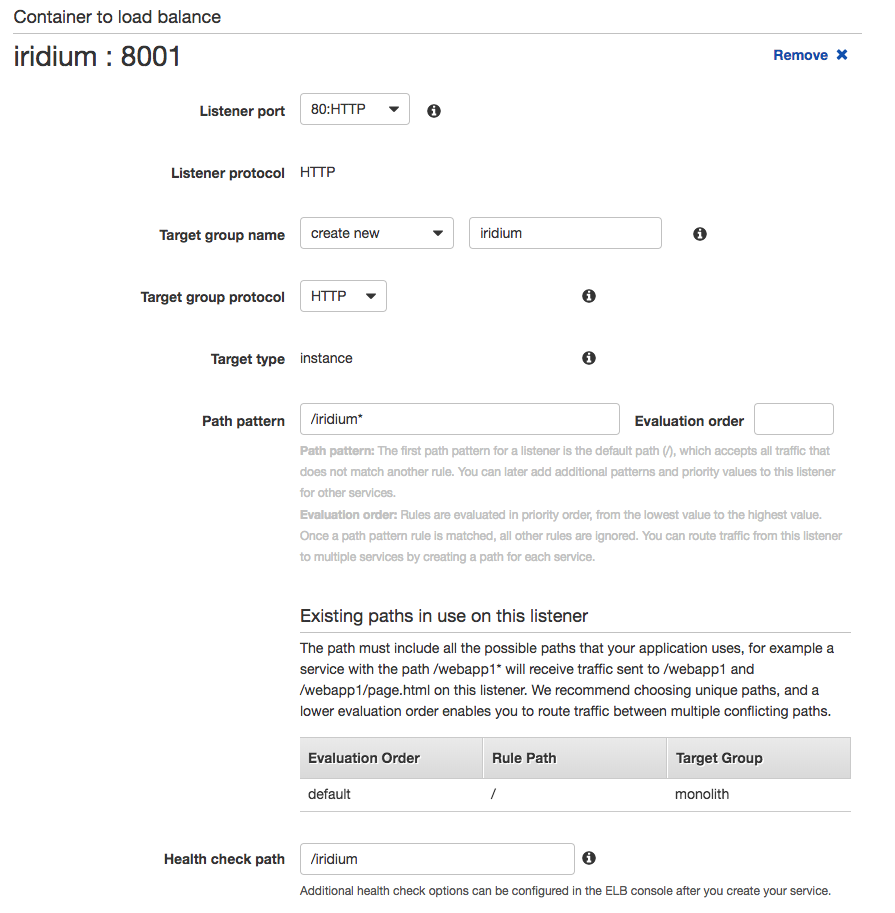 Container to load balance
iridium : 8001
Remove ✖
Listener port 80:HTTP
Listener protocol HTTP
Target group name create new iridium
Target group protocol HTTP
Target type instance
Path pattern /iridium* Evaluation order
Path pattern: The first path pattern for a listener is the default path (/), which accepts all traffic that
does not match another rule. You can later add additional patterns and priority values to this listener
for other services.
Evaluation order: Rules are evaluated in priority order, from the lowest value to the highest value.
Once a path pattern rule is matched, all other rules are ignored. You can route traffic from this listener
to multiple services by creating a path for each service.
Existing paths in use on this listener
The path must include all the possible paths that your application uses, for example a
service with the path /webapp1* will receive traffic sent to /webapp1 and
/webapp1/page.html on this listener. We recommend choosing unique paths, and a
lower evaluation order enables you to route traffic between multiple conflicting paths.
Evaluation Order Rule Path Target Group
default / monolith
Health check path /iridium
Additional health check options can be configured in the ELB console after you create your service.